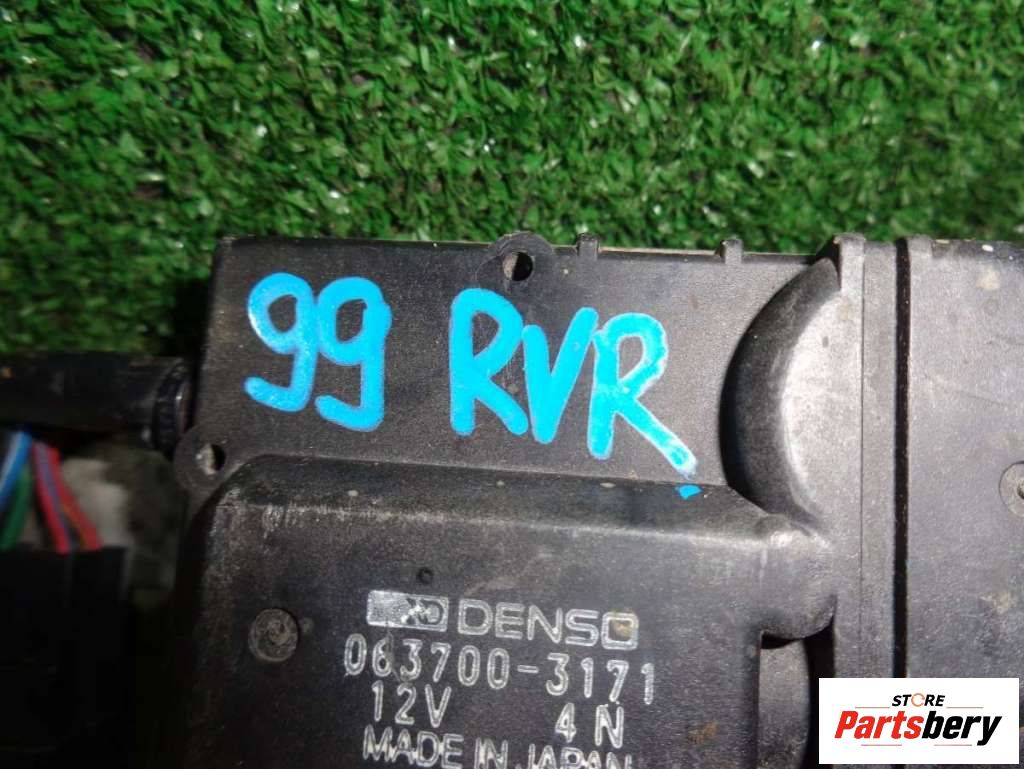 99 RVR
DENSO
063700-3171
12V 4N
MADE IN JAPAN
STORE
Partsbery